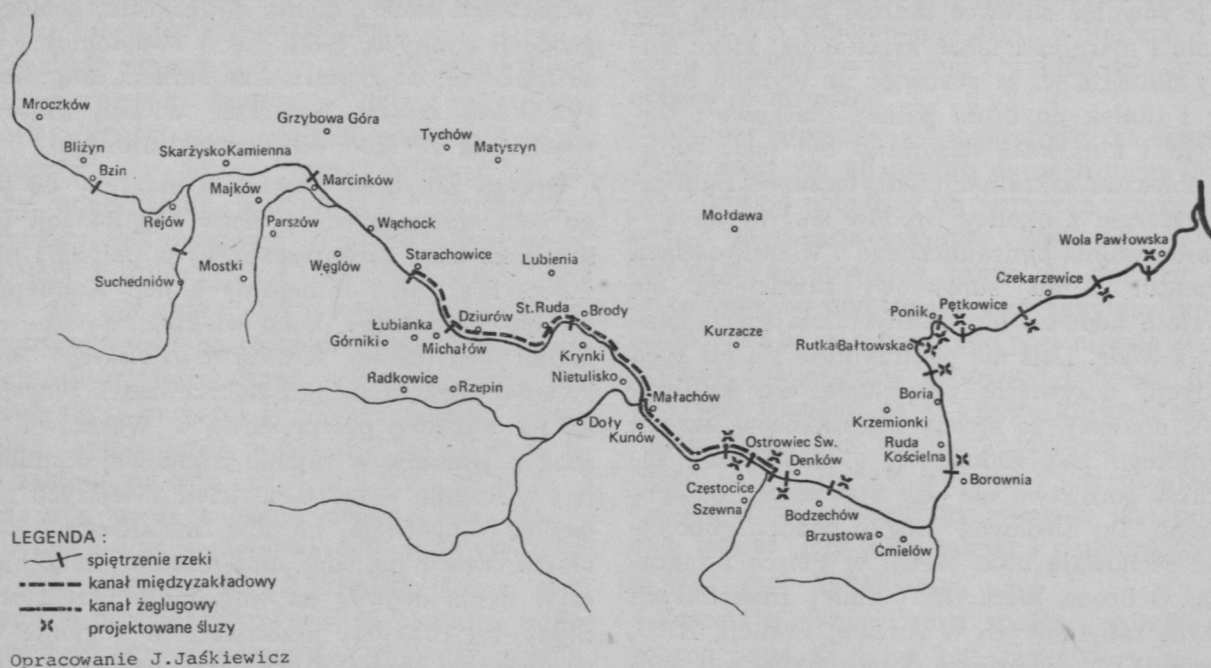 Mroczków
Grzybowa Góra
Tychów
Matyszyn
Bliżyn
Bzin
Skarżysko Kamienna
Marcinków
Majków
Rejów
Parszów
Wąchock
Mołdawa
Wola Pawłowska
Suchedniów
Mostki
Węglów
Starachowice
Lubienia
Czekarzewice
St. Ruda
Brody
Ponik
Pętkowice
Łubianka
Dziurów
Górniki
Michałów
Krynki
Kurzacze
Rutka Bałtowska
Nietulisko
Radkowice
Rzepin
Małachów
Boria
Krzemionki
Doły
Kunów
Ostrowiec Św.
Ruda
Kościelna
Denków
Częstocice
Borownia
Szewna
Bodzechów
Brzustowa
Ćmielów
LEGENDA :
spiętrzenie rzeki
kanał międzyzakładowy
kanał żeglugowy
projektowane śluzy
Opracowanie J.Jaśkiewicz